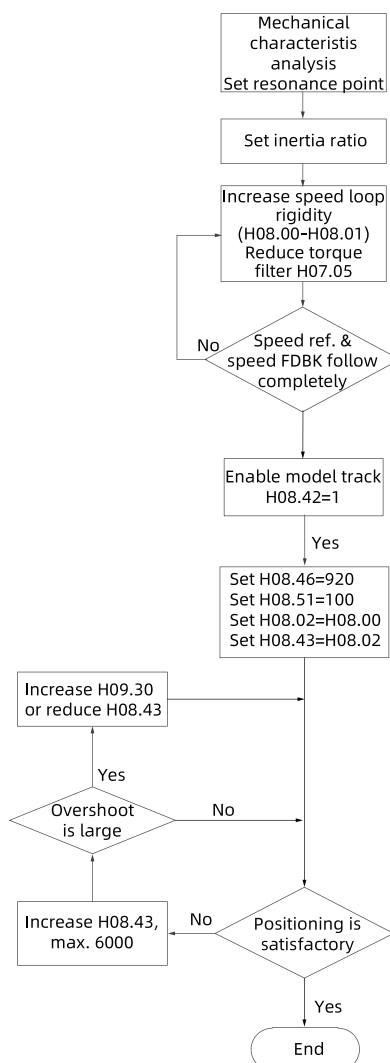 Mechanical
characteristis
analysis
Set resonance point
Set inertia ratio
Increase speed loop
rigidity
(H08.00-H08.01)
Reduce torque
filter H07.05
No
Speed ref. &
speed FDBK follow
completely
Enable model track
H08.42=1
Yes
Set H08.46=920
Set H08.51=100
Set H08.02=H08.00
Set H08.43=H08.02
Increase H09.30
or reduce H08.43
Yes
Overshoot
is large
No
Increase H08.43,
max. 6000
No
Positioning is
satisfactory
Yes
End